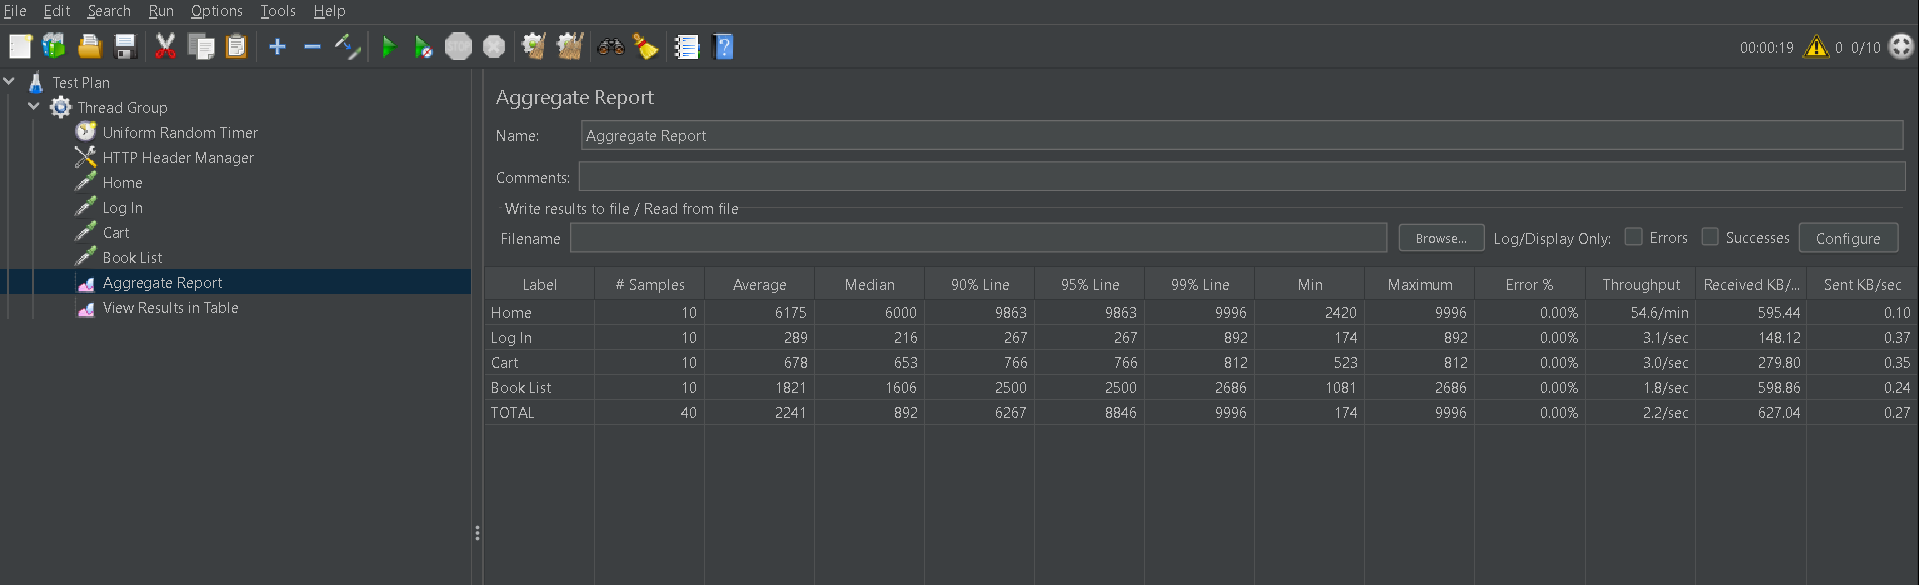 File Edit Search Run Options Tools Help
STOP 00:00:19 0 0/10
Test Plan
Thread Group
Uniform Random Timer
HTTP Header Manager
Home
Log In
Cart
Book List
Aggregate Report
View Results in Table
Aggregate Report
Name: Aggregate Report
Comments:
Write results to file / Read from file
Filename Browse... Log/Display Only: Errors Successes Configure
Label # Samples Average Median 90% Line 95% Line 99% Line Min Maximum Error % Throughput Received KB/... Sent KB/sec
Home 10 6175 6000 9863 9863 9996 2420 9996 0.00% 54.6/min 595.44 0.10
Log In 10 289 216 267 267 892 174 892 0.00% 3.1/sec 148.12 0.37
Cart 10 678 653 766 766 812 523 812 0.00% 3.0/sec 279.80 0.35
Book List 10 1821 1606 2500 2500 2686 1081 2686 0.00% 1.8/sec 598.86 0.24
TOTAL 40 2241 892 6267 8846 9996 174 9996 0.00% 2.2/sec 627.04 0.27